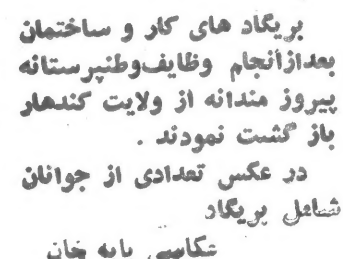 بریگاد های کار و ساختمان
بعدازانجام وظایف‌وطنپرستانه
پیروز مندانه از ولایت کندهار
باز گشت نمودند .
در عکس تعدادی از جوانان
شامل بریگاد
عکاسی بابه خان